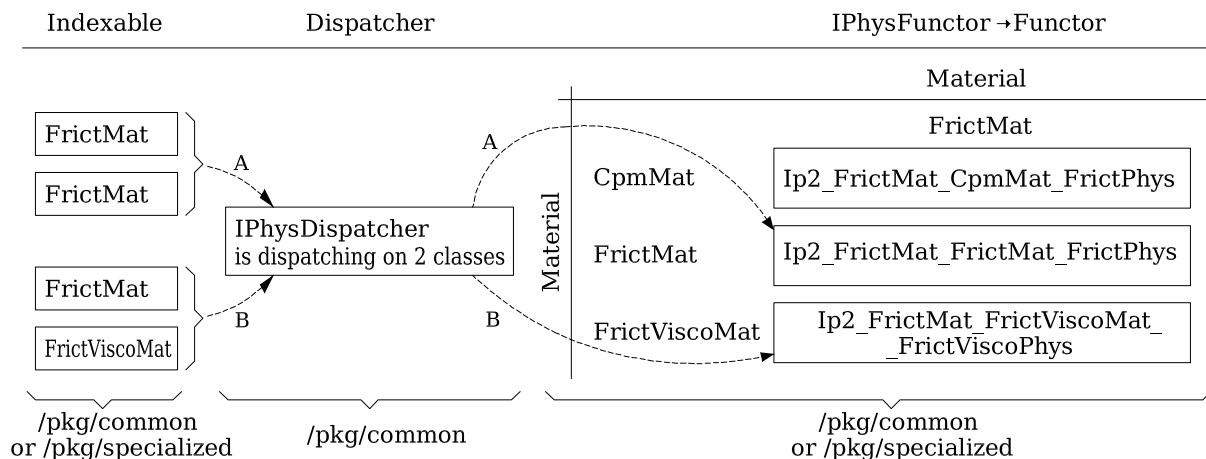 Indexable
Dispatcher
IPhysFunctor → Functor
Material
FrictMat
FrictMat
FrictMat
A
A
Material
CpmMat
Ip2_FrictMat_CpmMat_FrictPhys
IPhysDispatcher
is dispatching on 2 classes
FrictMat
Ip2_FrictMat_FrictMat_FrictPhys
FrictMat
FrictViscoMat
B
B
FrictViscoMat
Ip2_FrictMat_FrictViscoMat_
_FrictViscoPhys
/pkg/common
or /pkg/specialized
/pkg/common
/pkg/common
or /pkg/specialized